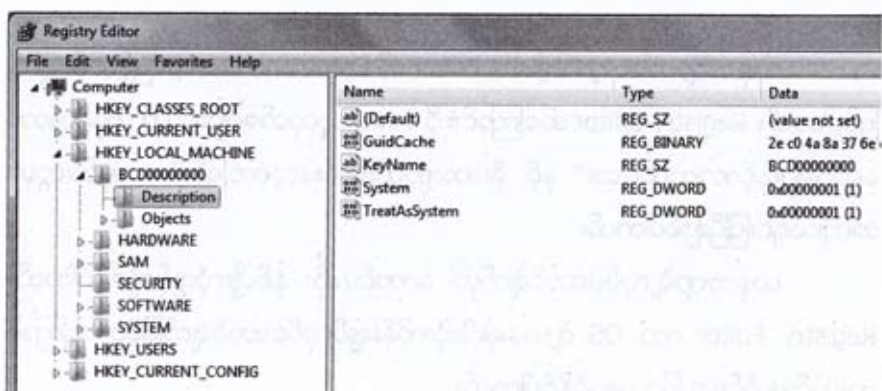 Registry Editor
File Edit View Favorites Help
Computer
HKEY_CLASSES_ROOT
HKEY_CURRENT_USER
HKEY_LOCAL_MACHINE
BCD00000000
Description
Objects
HARDWARE
SAM
SECURITY
SOFTWARE
SYSTEM
HKEY_USERS
HKEY_CURRENT_CONFIG
Name Type Data
(Default) REG_SZ (value not set)
GuidCache REG_BINARY 2e c0 4a 8a 37 6e
KeyName REG_SZ BCD00000000
System REG_DWORD 0x00000001 (1)
TreatAsSystem REG_DWORD 0x00000001 (1)